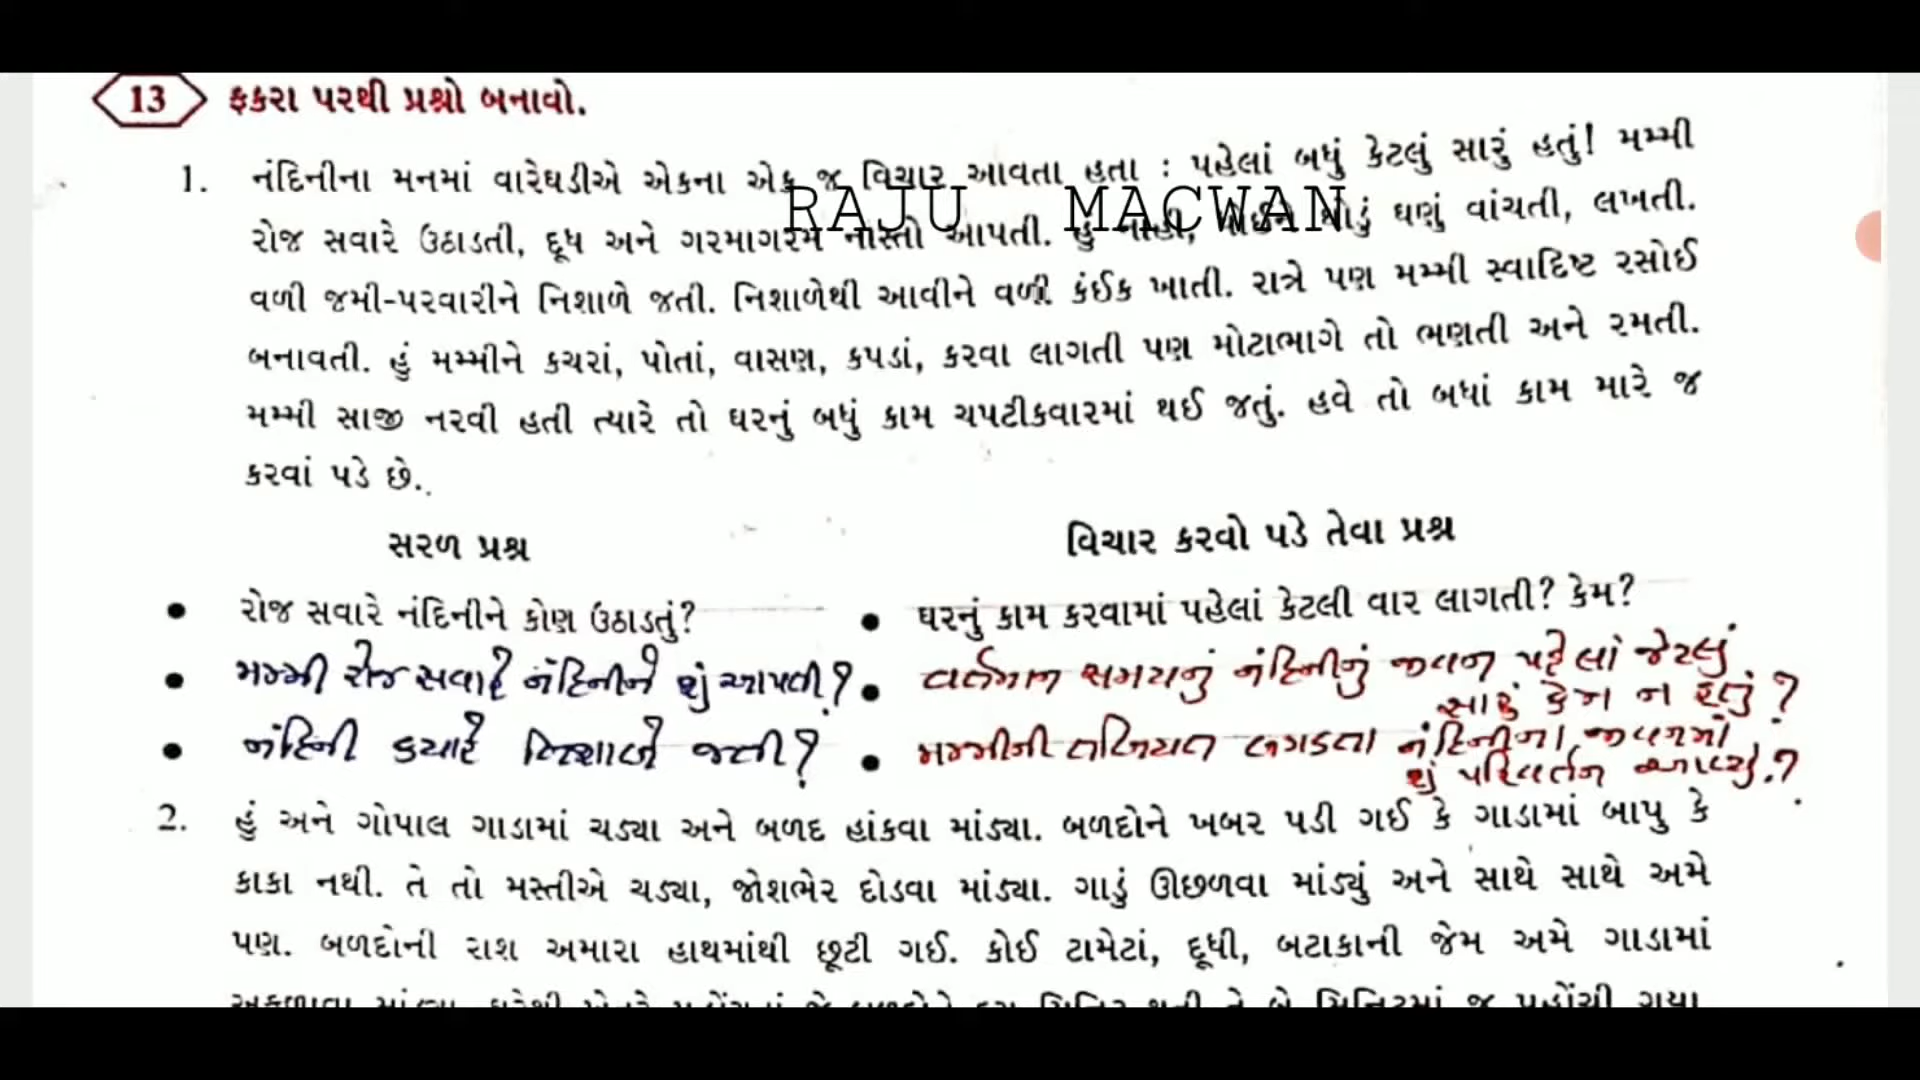 13 ફકરા પરથી પ્રશ્નો બનાવો.
1. નંદિનીના મનમાં વારેઘડીએ એકના એક જ વિચાર આવતા હતા : પહેલાં બધું કેટલું સારું હતું! મમ્મી
RAJU MACWAN
રોજ સવારે ઉઠાડતી, દૂધ અને ગરમાગરમ નાસ્તો આપતી. હું ઘણું વાંચતી, લખતી.
વળી જમી-પરવારીને નિશાળે જતી. નિશાળેથી આવીને વળી કંઈક ખાતી. રાત્રે પણ મમ્મી સ્વાદિષ્ટ રસોઈ
બનાવતી. હું મમ્મીને કચરાં, પોતાં, વાસણ, કપડાં, કરવા લાગતી પણ મોટાભાગે તો ભણતી અને રમતી.
મમ્મી સાજી નરવી હતી ત્યારે તો ઘરનું બધું કામ ચપટીકવારમાં થઈ જતું. હવે તો બધાં કામ મારે જ
કરવાં પડે છે.
સરળ પ્રશ્ન વિચાર કરવો પડે તેવા પ્રશ્ન
• રોજ સવારે નંદિનીને કોણ ઉઠાડતું? • ઘરનું કામ કરવામાં પહેલાં કેટલી વાર લાગતી? કેમ?
• મમ્મી રોજ સવારે નંદિનીને શું આપતી? • વર્તમાન સમયનું નંદિનીનું જીવન પહેલાં જેટલું
સારું કેમ ન હતું?
• નંદિની ક્યારે નિશાળે જતી? • મમ્મીની તબિયત બગડતા નંદિનીના જીવનમાં
શું પરિવર્તન આવ્યું?
2. હું અને ગોપાલ ગાડામાં ચડ્યા અને બળદ હાંકવા માંડ્યા. બળદોને ખબર પડી ગઈ કે ગાડામાં બાપુ કે
કાકા નથી. તે તો મસ્તીએ ચડ્યા, જોશભેર દોડવા માંડ્યા. ગાડું ઊછળવા માંડ્યું અને સાથે સાથે અમે
પણ. બળદોની રાશ અમારા હાથમાંથી છૂટી ગઈ. કોઈ ટામેટાં, દૂધી, બટાકાની જેમ અમે ગાડામાં